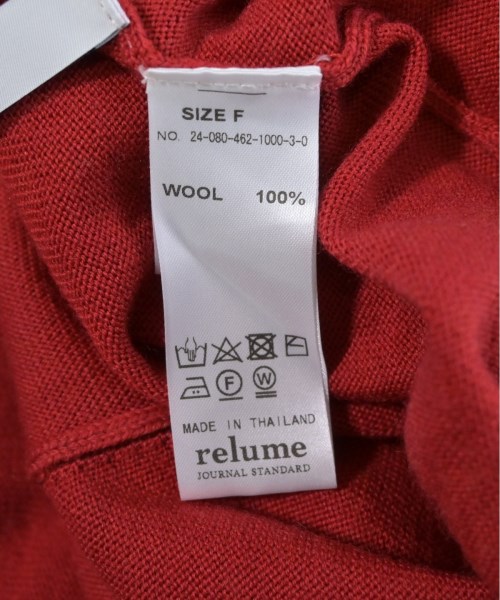 SIZE F
NO. 24-080-462-1000-3-0
WOOL 100%
F W
MADE IN THAILAND
relume
JOURNAL STANDARD